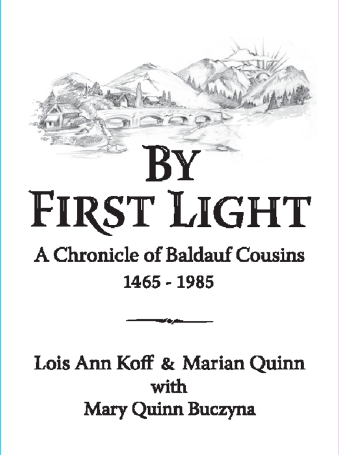 BY
FIRST LIGHT
A Chronicle of Baldauf Cousins
1465 - 1985
Lois Ann Koff & Marian Quinn
with
Mary Quinn Buczyna